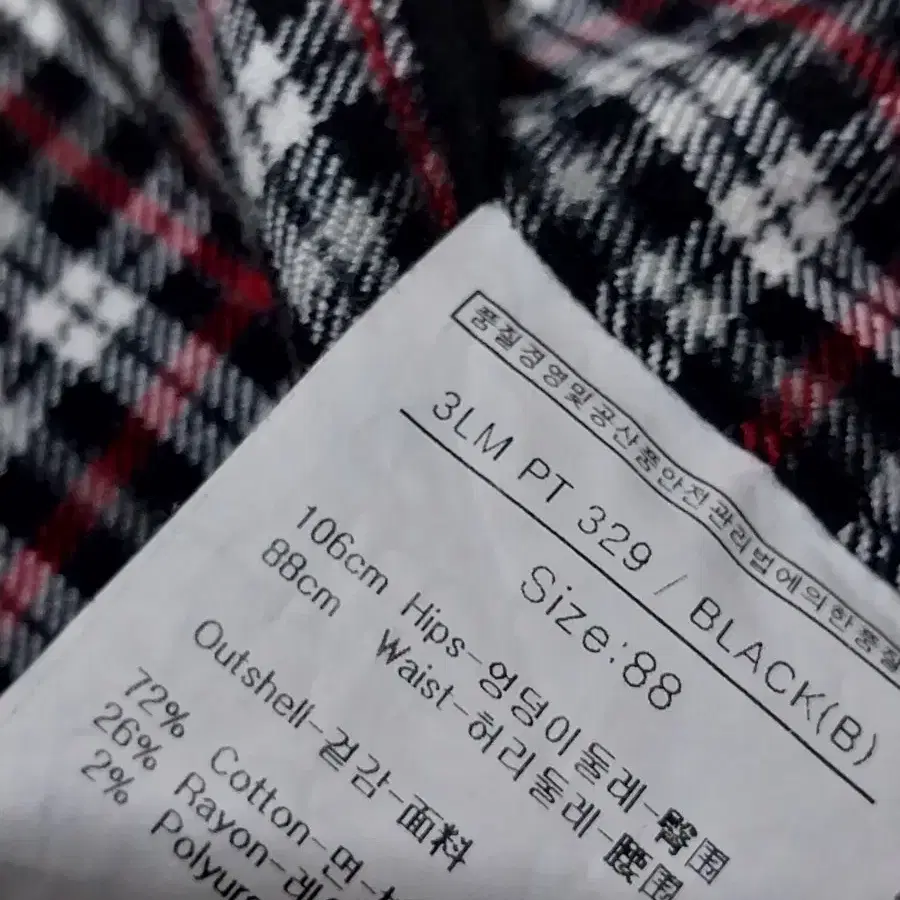 품질경영및공산품안전관리법에의한품질
3LM PT 329 / BLACK(B)
Size:88
106cm Hips-엉덩이둘레-臀围
88cm Waist-허리둘레-腰围
Outshell-겉감-面料
72% Cotton-면-
26% Rayon-레
2% Polyur